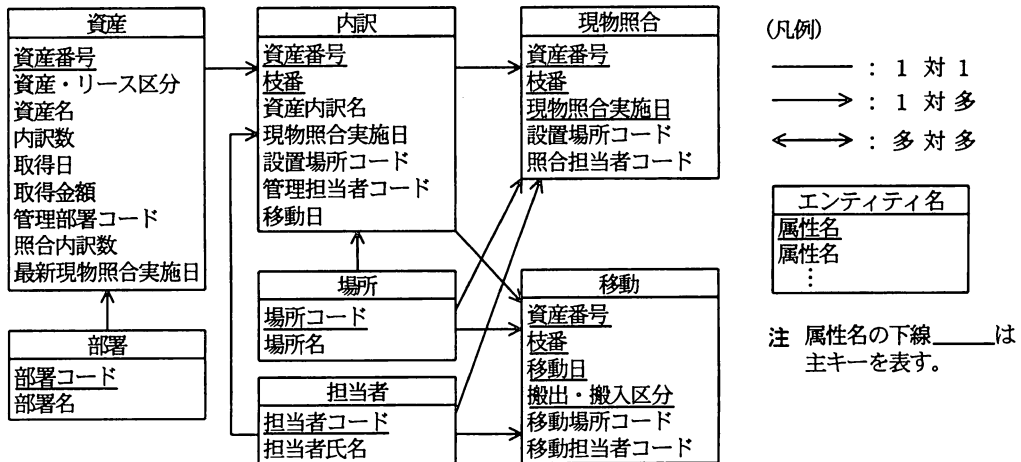 資産
資産番号
資産・リース区分
資産名
内訳数
取得日
取得金額
管理部署コード
照合内訳数
最新現物照合実施日
部署
部署コード
部署名
内訳
資産番号
枝番
資産内訳名
現物照合実施日
設置場所コード
管理担当者コード
移動日
場所
場所コード
場所名
担当者
担当者コード
担当者氏名
現物照合
資産番号
枝番
現物照合実施日
設置場所コード
照合担当者コード
移動
資産番号
枝番
移動日
搬出・搬入区分
移動場所コード
移動担当者コード
(凡例)
: 1 対 1
: 1 対 多
: 多 対 多
エンティティ名
属性名
属性名
⋮
注 属性名の下線_____は
主キーを表す。